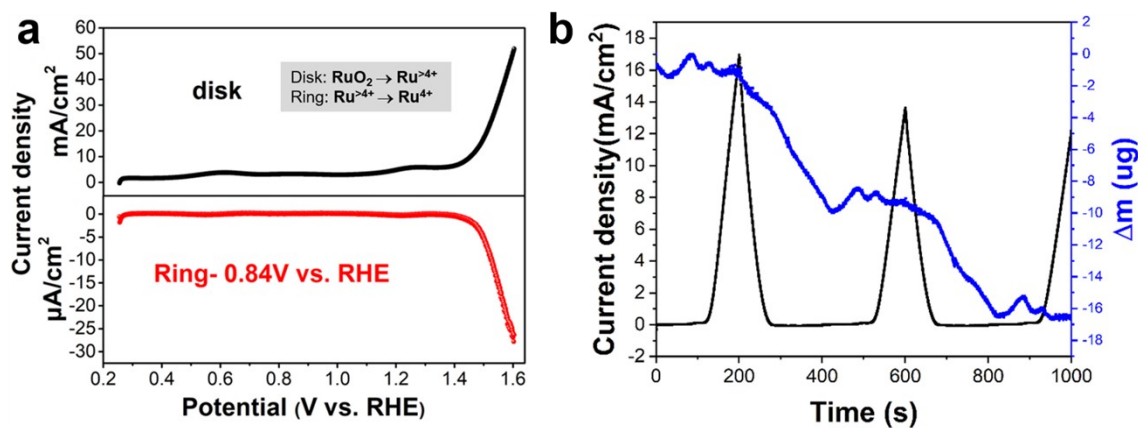 a
60
50
40
30
20
10
0
disk
Disk: RuO₂ → Ru>4+
Ring: Ru>4+ → Ru4+
Current density
mA/cm²
µA/cm²
0
-5
-10
-15
-20
-25
-30
Ring- 0.84V vs. RHE
0.2 0.4 0.6 0.8 1.0 1.2 1.4 1.6
Potential (V vs. RHE)
b
18
16
14
12
10
8
6
4
2
0
-2
Current density(mA/cm²)
2
0
-2
-4
-6
-8
-10
-12
-14
-16
-18
Δm (ug)
0 200 400 600 800 1000
Time (s)